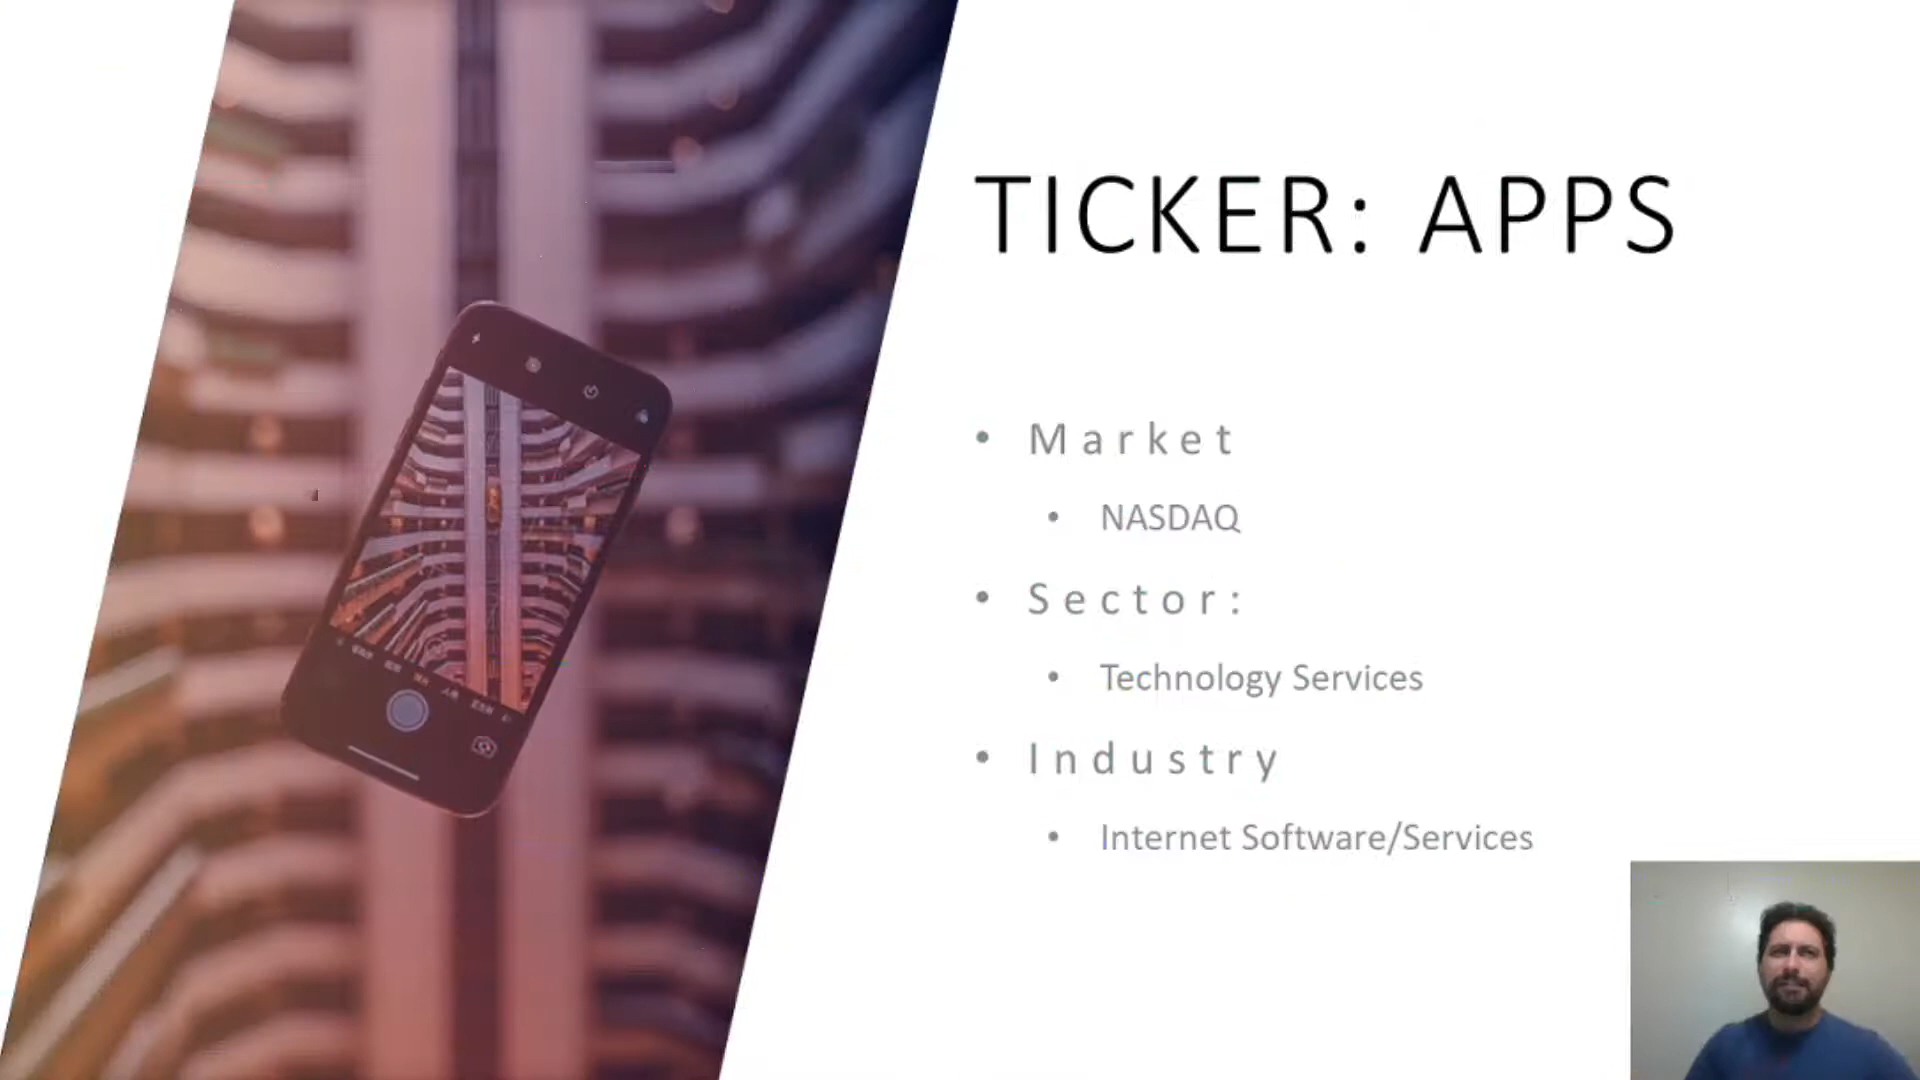 TICKER: APPS
• Market
• NASDAQ
• Sector:
• Technology Services
• Industry
• Internet Software/Services